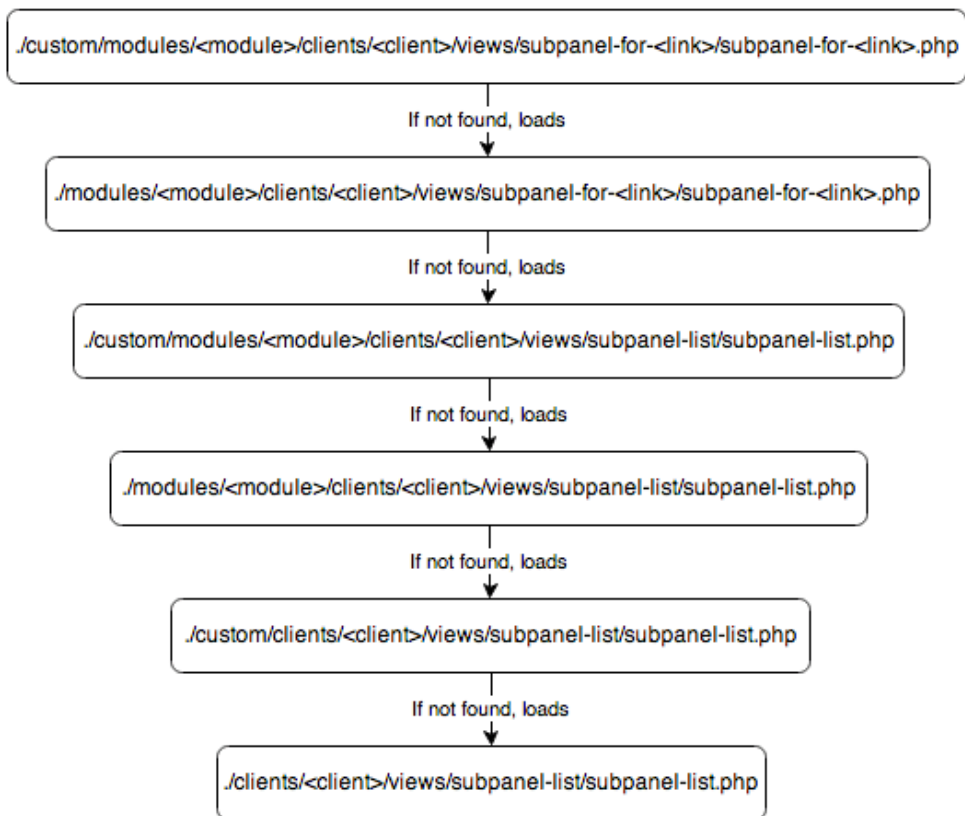 ./custom/modules/<module>/clients/<client>/views/subpanel-for-<link>/subpanel-for-<link>.php
If not found, loads
./modules/<module>/clients/<client>/views/subpanel-for-<link>/subpanel-for-<link>.php
If not found, loads
./custom/modules/<module>/clients/<client>/views/subpanel-list/subpanel-list.php
If not found, loads
./modules/<module>/clients/<client>/views/subpanel-list/subpanel-list.php
If not found, loads
./custom/clients/<client>/views/subpanel-list/subpanel-list.php
If not found, loads
./clients/<client>/views/subpanel-list/subpanel-list.php